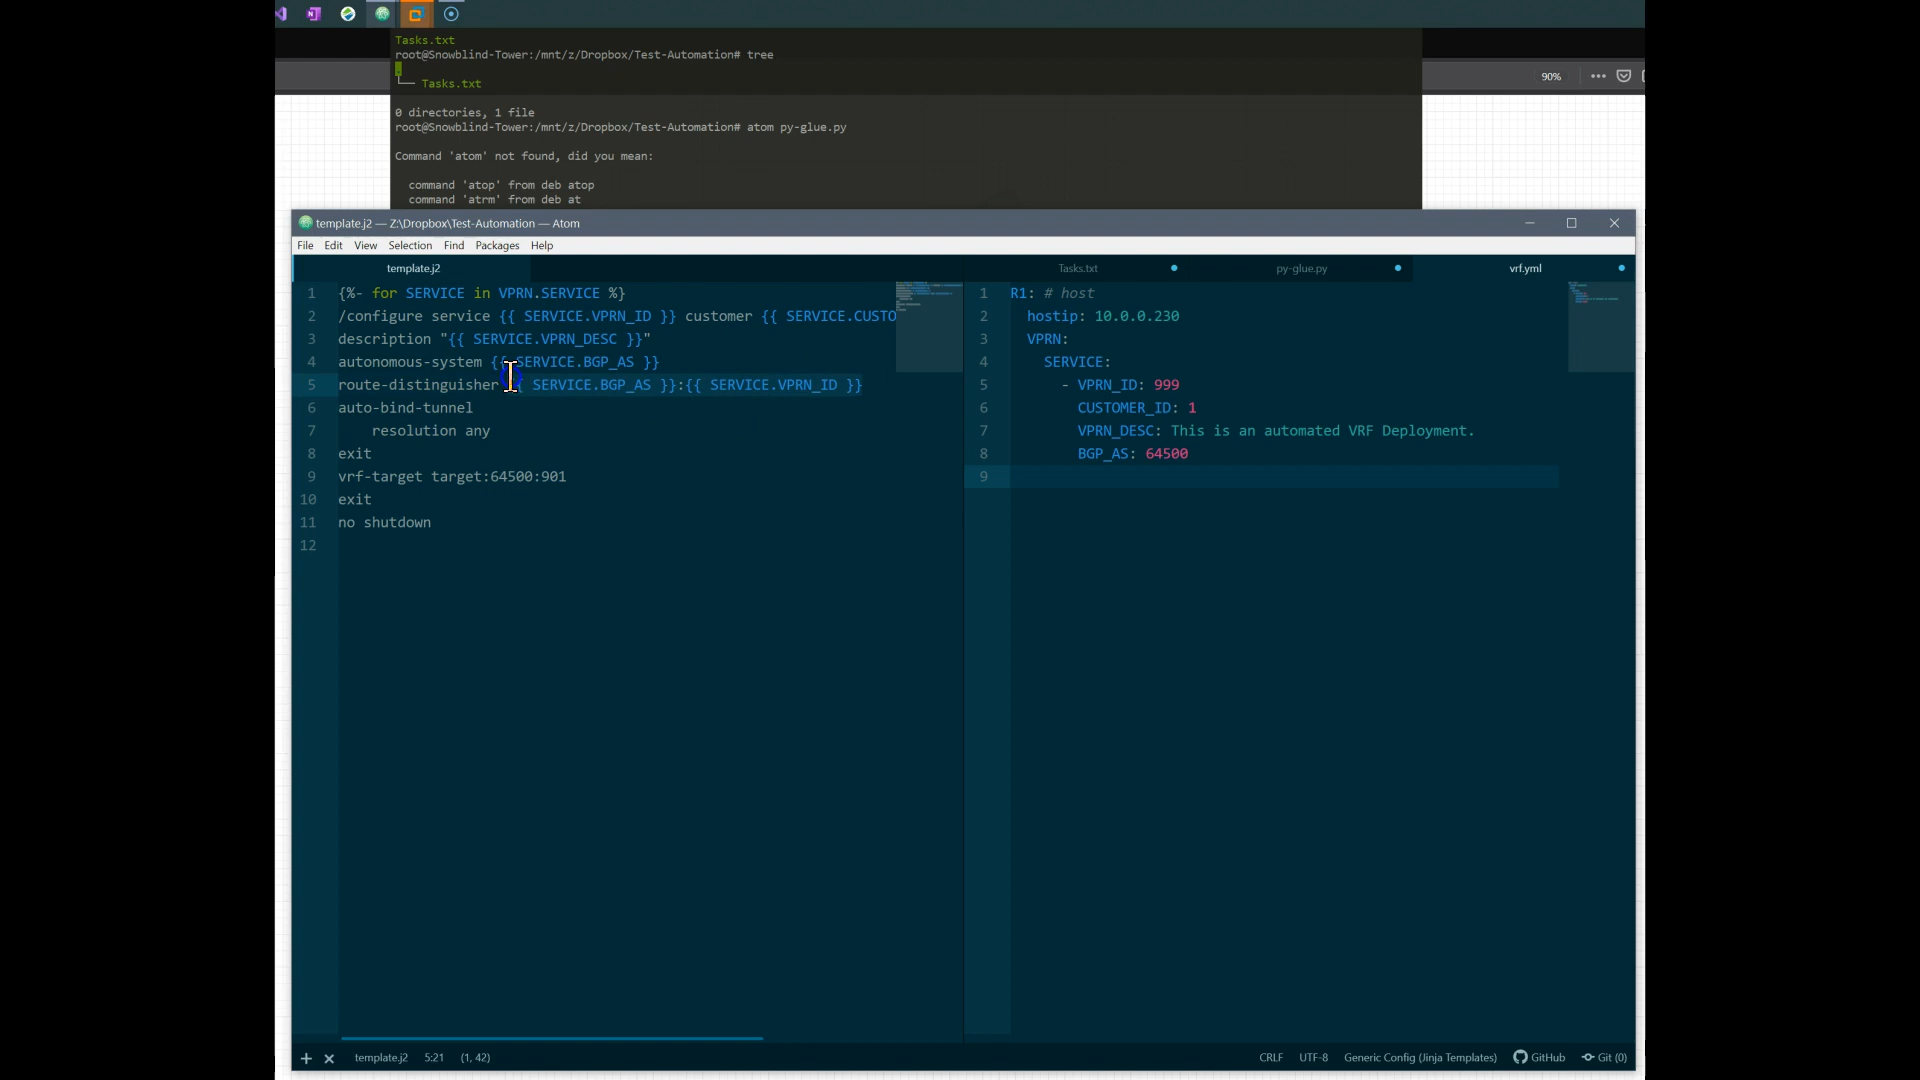 Tasks.txt
root@Snowblind-Tower:/mnt/z/Dropbox/Test-Automation# tree
.
└── Tasks.txt
0 directories, 1 file
root@Snowblind-Tower:/mnt/z/Dropbox/Test-Automation# atom py-glue.py
Command 'atom' not found, did you mean:
command 'atop' from deb atop
command 'atrm' from deb at
90%
template.j2 — Z:\Dropbox\Test-Automation — Atom
File Edit View Selection Find Packages Help
template.j2
1 {%- for SERVICE in VPRN.SERVICE %}
2 /configure service {{ SERVICE.VPRN_ID }} customer {{ SERVICE.CUSTO
3 description "{{ SERVICE.VPRN_DESC }}"
4 autonomous-system {{ SERVICE.BGP_AS }}
5 route-distinguisher {{ SERVICE.BGP_AS }}:{{ SERVICE.VPRN_ID }}
6 auto-bind-tunnel
7     resolution any
8 exit
9 vrf-target target:64500:901
10 exit
11 no shutdown
12
Tasks.txt py-glue.py vrf.yml
1 R1: # host
2   hostip: 10.0.0.230
3   VPRN:
4     SERVICE:
5       - VPRN_ID: 999
6         CUSTOMER_ID: 1
7         VPRN_DESC: This is an automated VRF Deployment.
8         BGP_AS: 64500
9
template.j2 5:21 (1, 42)
CRLF UTF-8 Generic Config (Jinja Templates) GitHub Git (0)